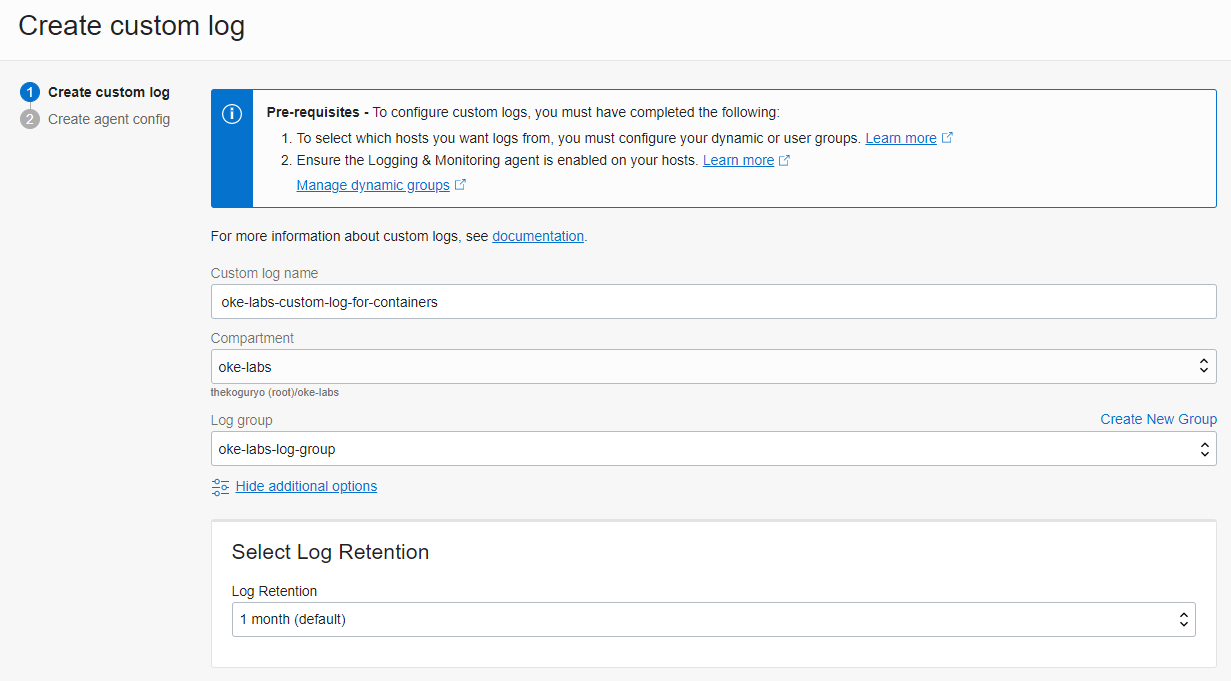 Create custom log
1 Create custom log
2 Create agent config
Pre-requisites - To configure custom logs, you must have completed the following:
1. To select which hosts you want logs from, you must configure your dynamic or user groups. Learn more
2. Ensure the Logging & Monitoring agent is enabled on your hosts. Learn more
Manage dynamic groups
For more information about custom logs, see documentation.
Custom log name
oke-labs-custom-log-for-containers
Compartment
oke-labs
thekoguryo (root)/oke-labs
Log group
Create New Group
oke-labs-log-group
Hide additional options
Select Log Retention
Log Retention
1 month (default)